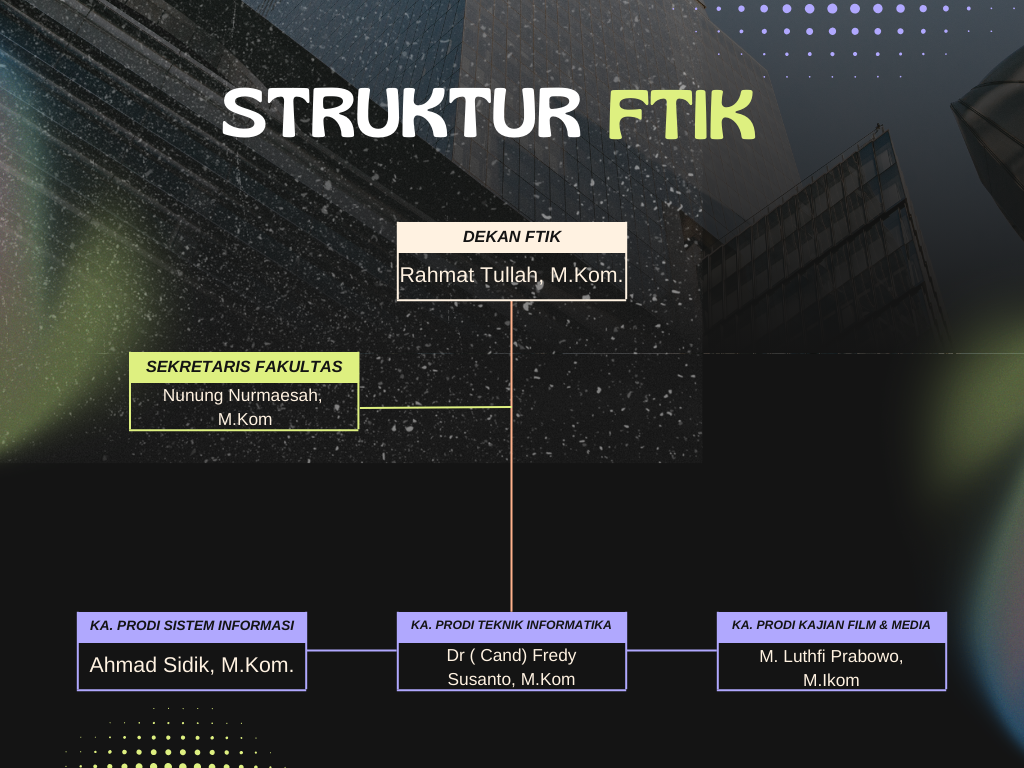 STRUKTUR FTIK
DEKAN FTIK
Rahmat Tullah, M.Kom.
SEKRETARIS FAKULTAS
Nunung Nurmaesah,
M.Kom
KA. PRODI SISTEM INFORMASI
Ahmad Sidik, M.Kom.
KA. PRODI TEKNIK INFORMATIKA
Dr ( Cand) Fredy
Susanto, M.Kom
KA. PRODI KAJIAN FILM & MEDIA
M. Luthfi Prabowo,
M.Ikom